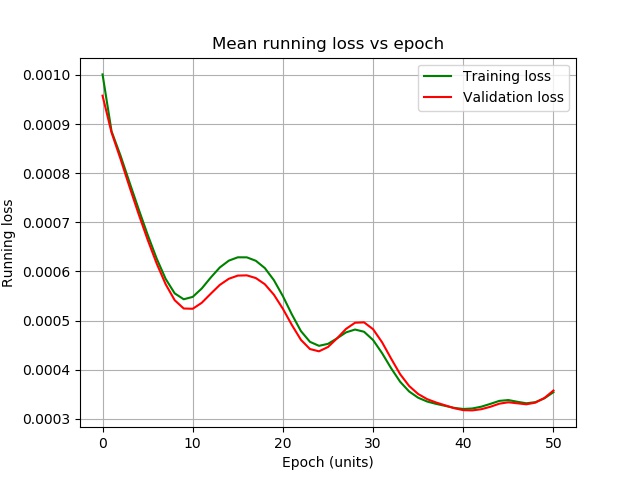 Mean running loss vs epoch
Training loss
Validation loss
0.0010
0.0009
0.0008
0.0007
0.0006
0.0005
0.0004
0.0003
Running loss
0 10 20 30 40 50
Epoch (units)